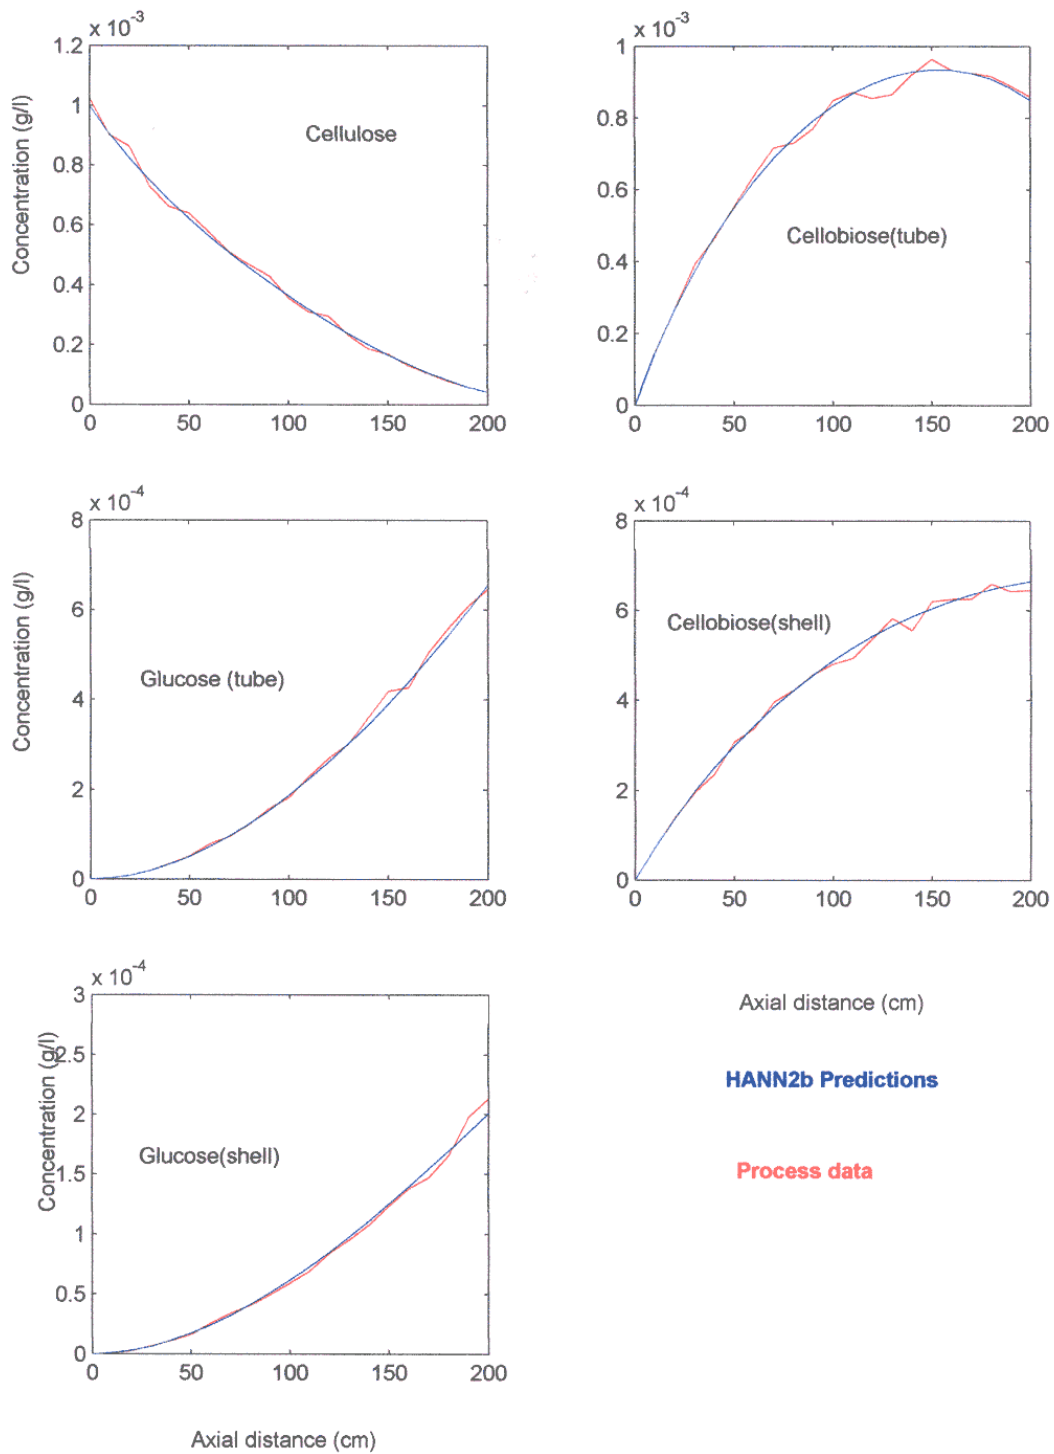 x 10-3
1.2
1
0.8
0.6
0.4
0.2
0
0 50 100 150 200
Concentration (g/l)
Cellulose
x 10-3
1
0.8
0.6
0.4
0.2
0
0 50 100 150 200
Cellobiose(tube)
x 10-4
8
6
4
2
0
0 50 100 150 200
Concentration (g/l)
Glucose (tube)
x 10-4
8
6
4
2
0
0 50 100 150 200
Cellobiose(shell)
x 10-4
3
2.5
2
1.5
1
0.5
0
0 50 100 150 200
Concentration (g/l)
Glucose(shell)
Axial distance (cm)
Axial distance (cm)
HANN2b Predictions
Process data